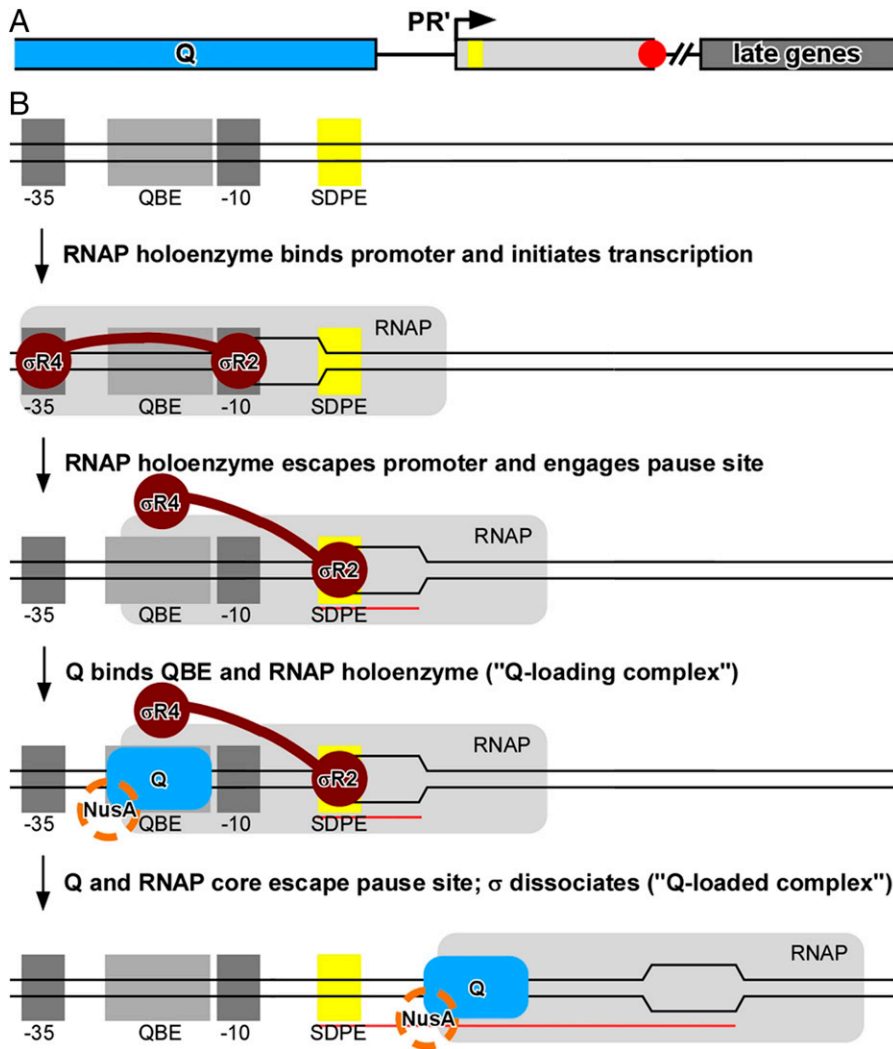 A
PR'
Q
late genes
B
-35 QBE -10 SDPE
RNAP holoenzyme binds promoter and initiates transcription
RNAP
σR4 σR2
-35 QBE -10 SDPE
RNAP holoenzyme escapes promoter and engages pause site
σR4
RNAP
σR2
-35 QBE -10 SDPE
Q binds QBE and RNAP holoenzyme ("Q-loading complex")
σR4
RNAP
Q σR2
NusA
-35 QBE -10 SDPE
Q and RNAP core escape pause site; σ dissociates ("Q-loaded complex")
RNAP
Q
NusA
-35 QBE -10 SDPE